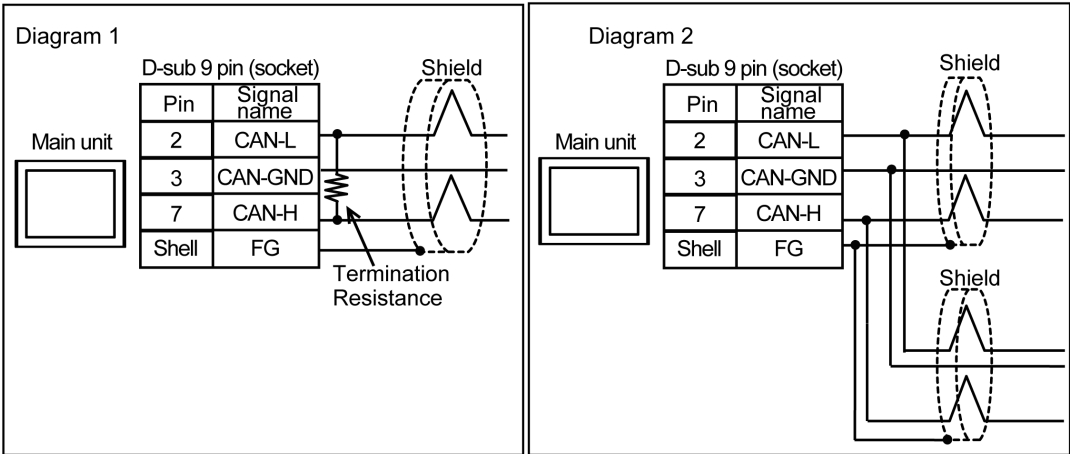 Diagram 1
D-sub 9 pin (socket)
Shield
Pin
Signal
name
Main unit
2
CAN-L
3
CAN-GND
7
CAN-H
Shell
FG
Termination
Resistance
Diagram 2
D-sub 9 pin (socket)
Shield
Pin
Signal
name
Main unit
2
CAN-L
3
CAN-GND
7
CAN-H
Shell
FG
Shield